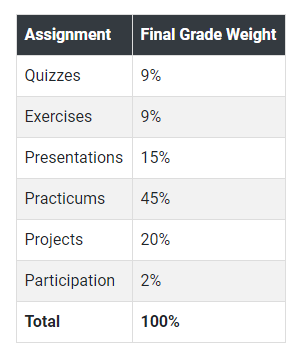 Assignment Final Grade Weight
Quizzes 9%
Exercises 9%
Presentations 15%
Practicums 45%
Projects 20%
Participation 2%
Total 100%